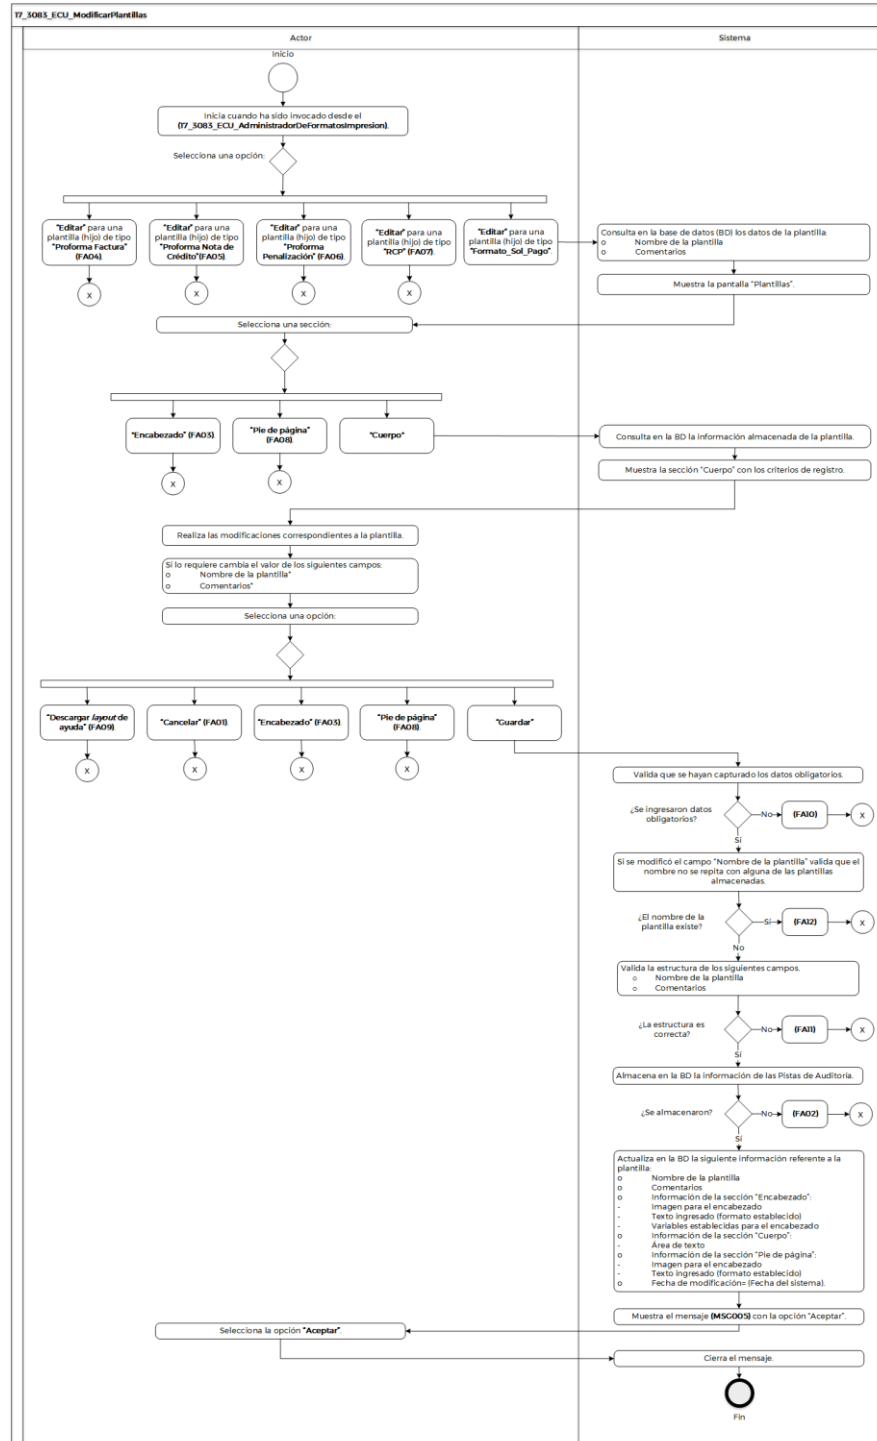 17_3083_ECU_ModificarPlantillas
Actor
Sistema
Inicio
Inicia cuando ha sido invocado desde el
(17_3083_ECU_AdministradorDeFormatosImpresion).
Selecciona una opción:
"Editar" para una
plantilla (hijo) de tipo
"Proforma Factura"
(FA04).
"Editar" para una
plantilla (hijo) de tipo
"Proforma Nota de
Crédito"(FA05).
"Editar" para una
plantilla (hijo) de tipo
"Proforma
Penalización" (FA06).
"Editar" para una
plantilla (hijo) de tipo
"RCP" (FA07).
"Editar" para una
plantilla (hijo) de tipo
"Formato_Sol_Pago".
Consulta en la base de datos (BD) los datos de la plantilla:
o Nombre de la plantilla
o Comentarios
X
X
X
X
Muestra la pantalla "Plantillas".
Selecciona una sección:
"Encabezado" (FA03).
"Pie de página"
(FA08).
"Cuerpo"
Consulta en la BD la información almacenada de la plantilla.
Muestra la sección "Cuerpo" con los criterios de registro.
X
X
Realiza las modificaciones correspondientes a la plantilla.
Si lo requiere cambia el valor de los siguientes campos:
o Nombre de la plantilla*
o Comentarios*
Selecciona una opción:
"Descargar layout de
ayuda" (FA09).
"Cancelar" (FA01).
"Encabezado" (FA03).
"Pie de página"
(FA08).
"Guardar"
X
X
X
X
Valida que se hayan capturado los datos obligatorios.
¿Se ingresaron datos
obligatorios?
No
(FA10)
X
Sí
Si se modificó el campo "Nombre de la plantilla" valida que el
nombre no se repita con alguna de las plantillas
almacenadas.
¿El nombre de la
plantilla existe?
Sí
(FA12)
X
No
Valida la estructura de los siguientes campos.
o Nombre de la plantilla
o Comentarios
¿La estructura es
correcta?
No
(FA11)
X
Sí
Almacena en la BD la información de las Pistas de Auditoría.
¿Se almacenaron?
No
(FA02)
X
Sí
Actualiza en la BD la siguiente información referente a la
plantilla:
o Nombre de la plantilla
o Comentarios
o Información de la sección "Encabezado":
- Imagen para el encabezado
- Texto ingresado (formato establecido)
- Variables establecidas para el encabezado
o Información de la sección "Cuerpo":
- Área de texto
o Información de la sección "Pie de página":
- Imagen para el encabezado
- Texto ingresado (formato establecido)
o Fecha de modificación= (Fecha del sistema).
Muestra el mensaje (MSG005) con la opción "Aceptar".
Selecciona la opción "Aceptar".
Cierra el mensaje.
Fin